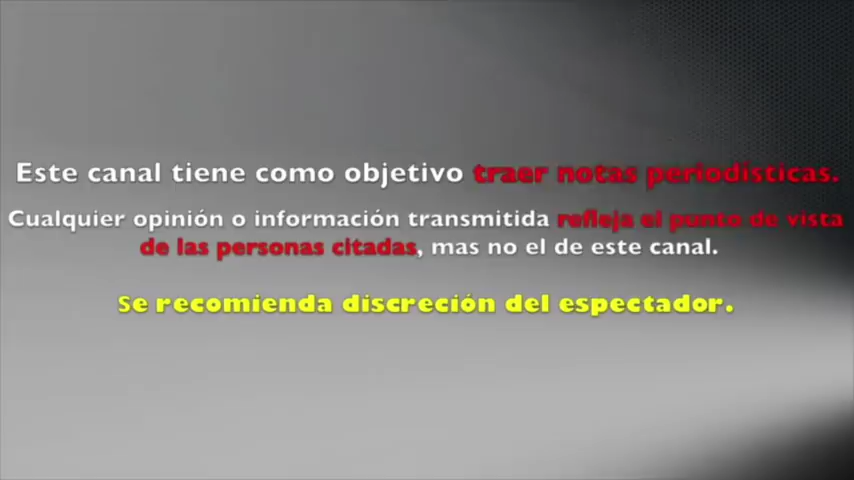 Este canal tiene como objetivo traer notas periodísticas.
Cualquier opinión o información transmitida refleja el punto de vista
de las personas citadas, mas no el de este canal.
Se recomienda discreción del espectador.